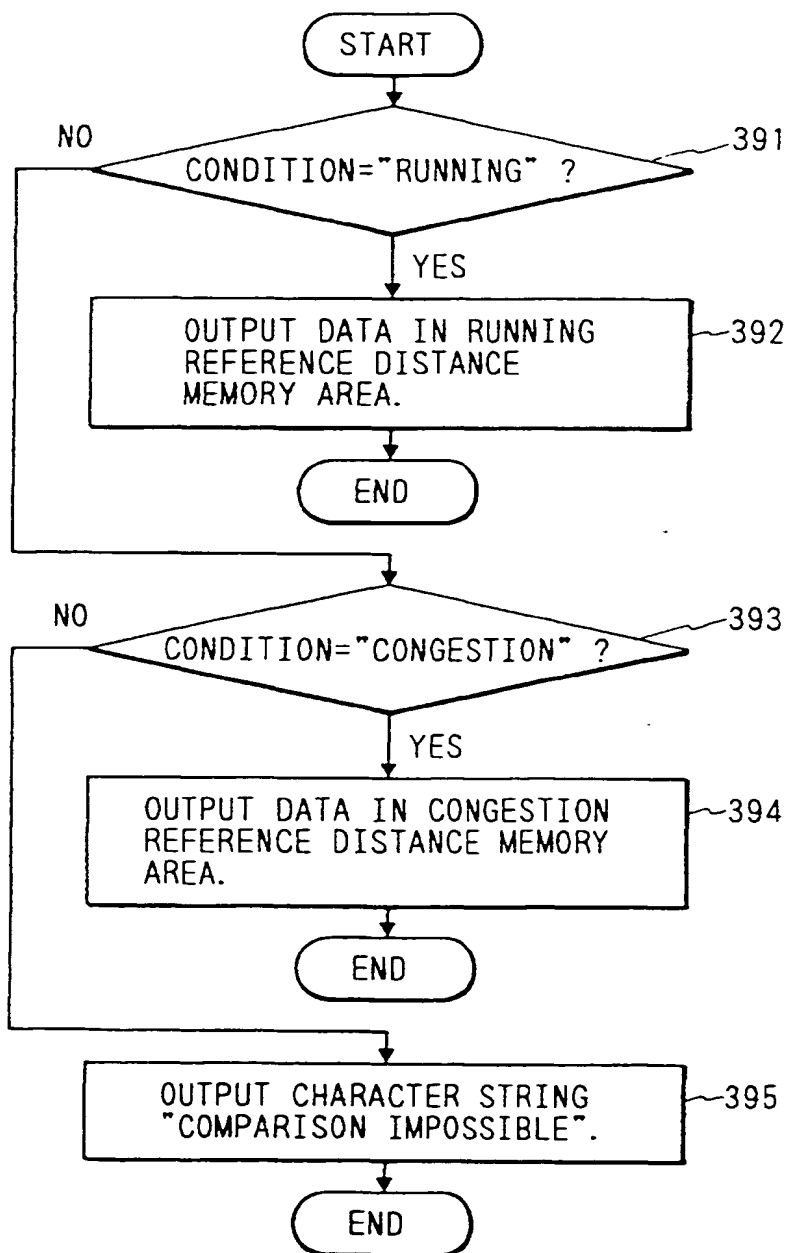 START
NO
CONDITION="RUNNING" ?
391
YES
OUTPUT DATA IN RUNNING
REFERENCE DISTANCE
MEMORY AREA.
392
END
NO
CONDITION="CONGESTION" ?
393
YES
OUTPUT DATA IN CONGESTION
REFERENCE DISTANCE MEMORY
AREA.
394
END
OUTPUT CHARACTER STRING
"COMPARISON IMPOSSIBLE".
395
END